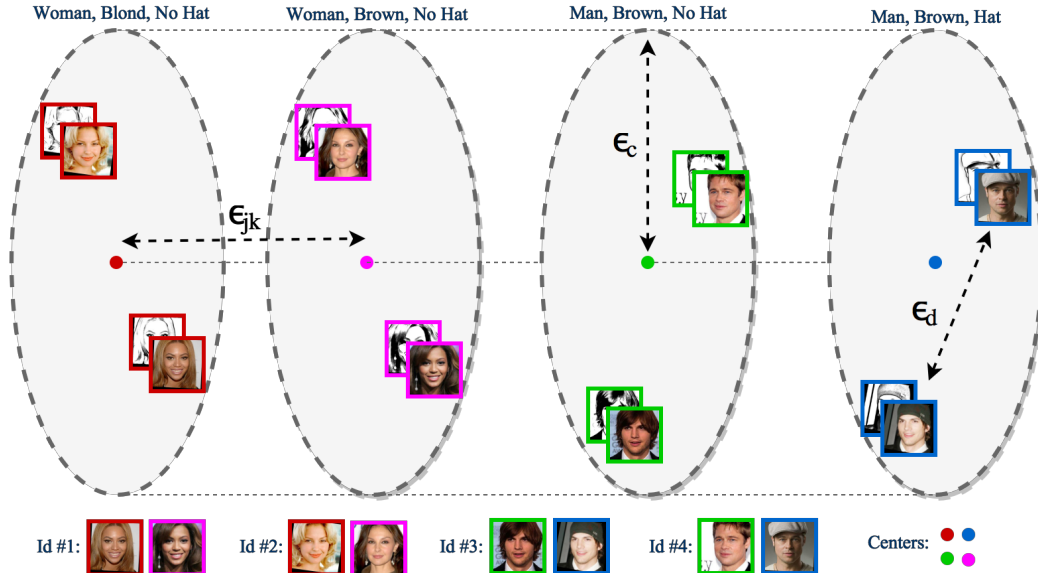 Woman, Blond, No Hat
Woman, Brown, No Hat
Man, Brown, No Hat
Man, Brown, Hat
ϵjk
ϵc
ϵd
Id #1:
Id #2:
Id #3:
Id #4:
Centers: